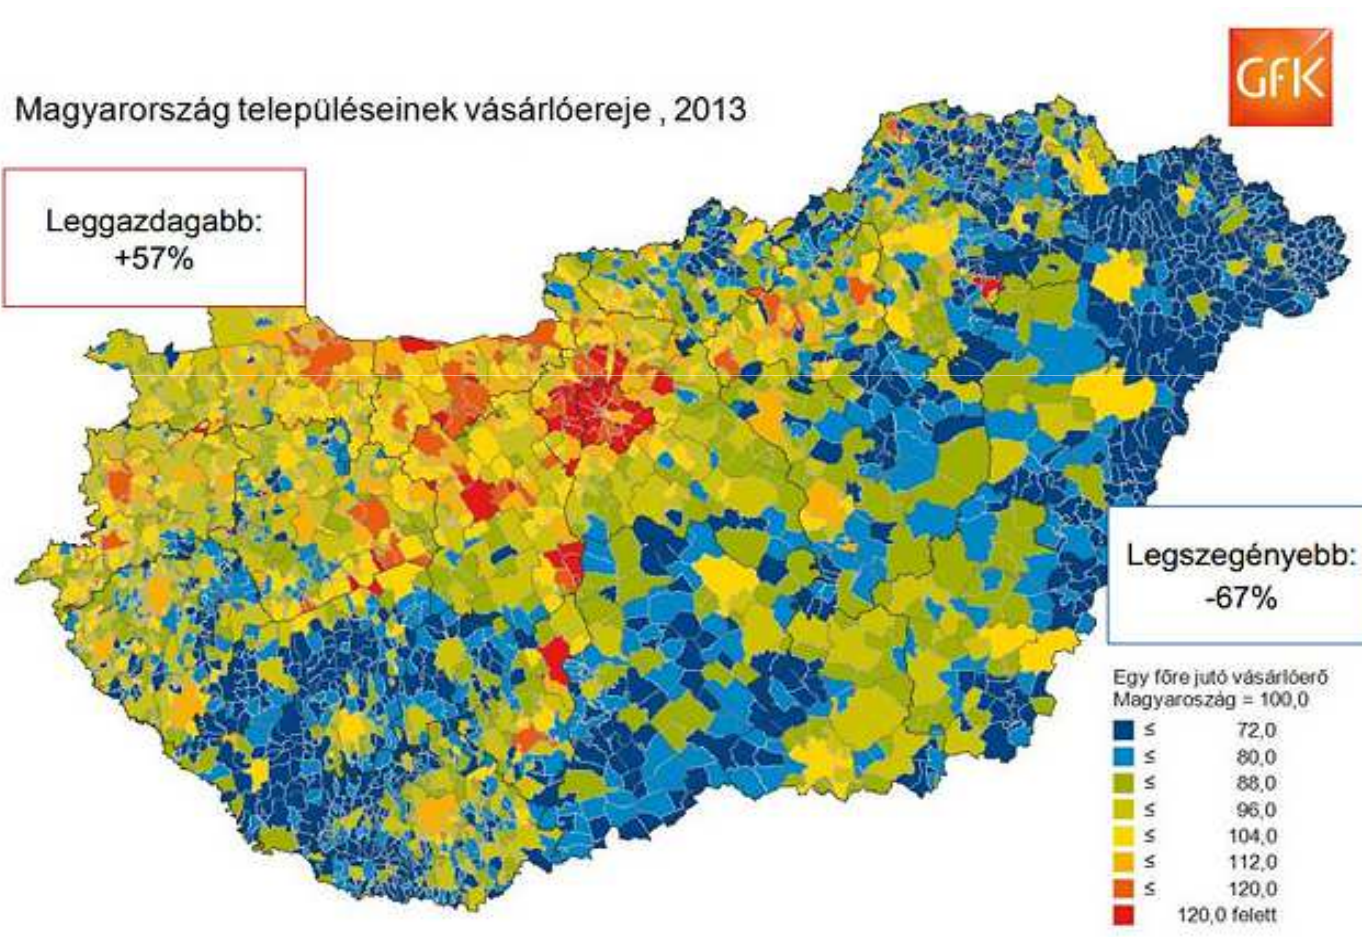 GfK
Magyarország településeinek vásárlóereje , 2013
Leggazdagabb:
+57%
Legszegényebb:
-67%
Egy főre jutó vásárlóerő
Magyaroszág = 100,0
≤ 72,0
≤ 80,0
≤ 88,0
≤ 96,0
≤ 104,0
≤ 112,0
≤ 120,0
120,0 felett